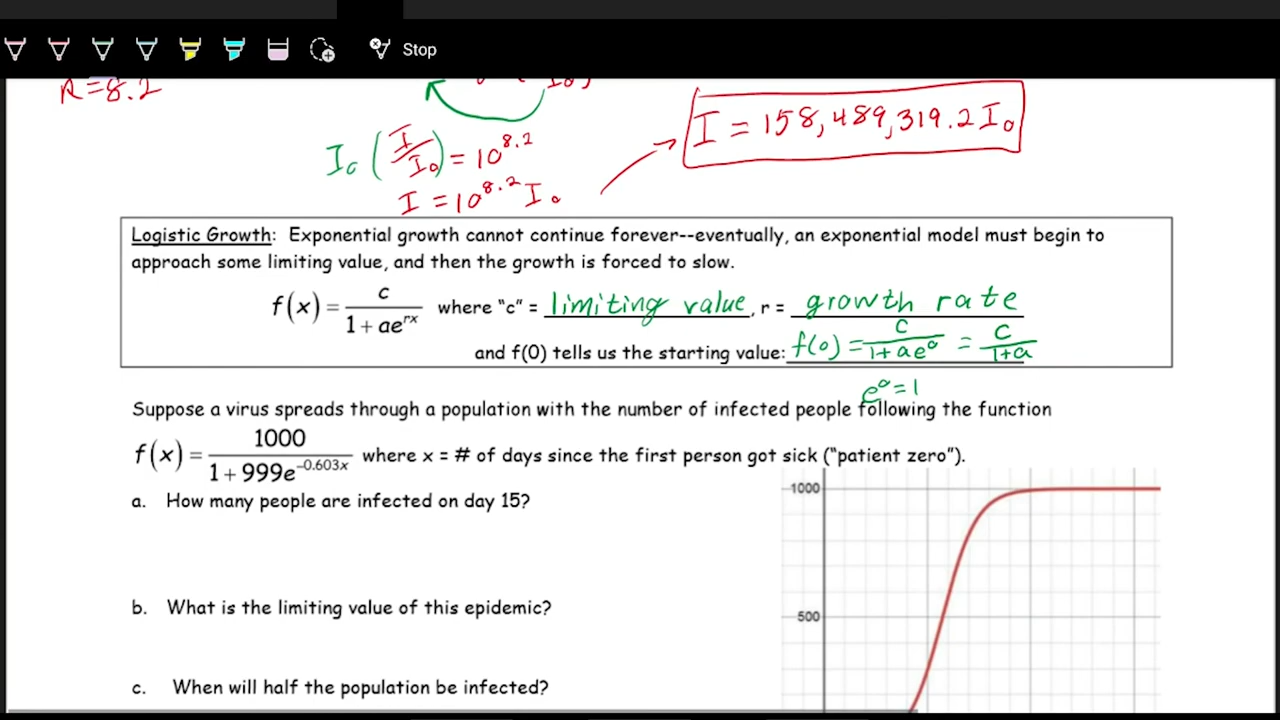 Stop
R = 8.2
I = 158,489,319.2 I₀
I₀ (I/I₀) = 10^8.2
I = 10^8.2 I₀
Logistic Growth: Exponential growth cannot continue forever--eventually, an exponential model must begin to
approach some limiting value, and then the growth is forced to slow.
f(x) = c/(1 + ae^rx) where "c" = limiting value, r = growth rate
and f(0) tells us the starting value: f(0) = c/(1+ae^0) = c/(1+a)
e^0 = 1
Suppose a virus spreads through a population with the number of infected people following the function
f(x) = 1000/(1 + 999e^-0.603x) where x = # of days since the first person got sick ("patient zero").
a. How many people are infected on day 15?
1000
b. What is the limiting value of this epidemic?
500
c. When will half the population be infected?